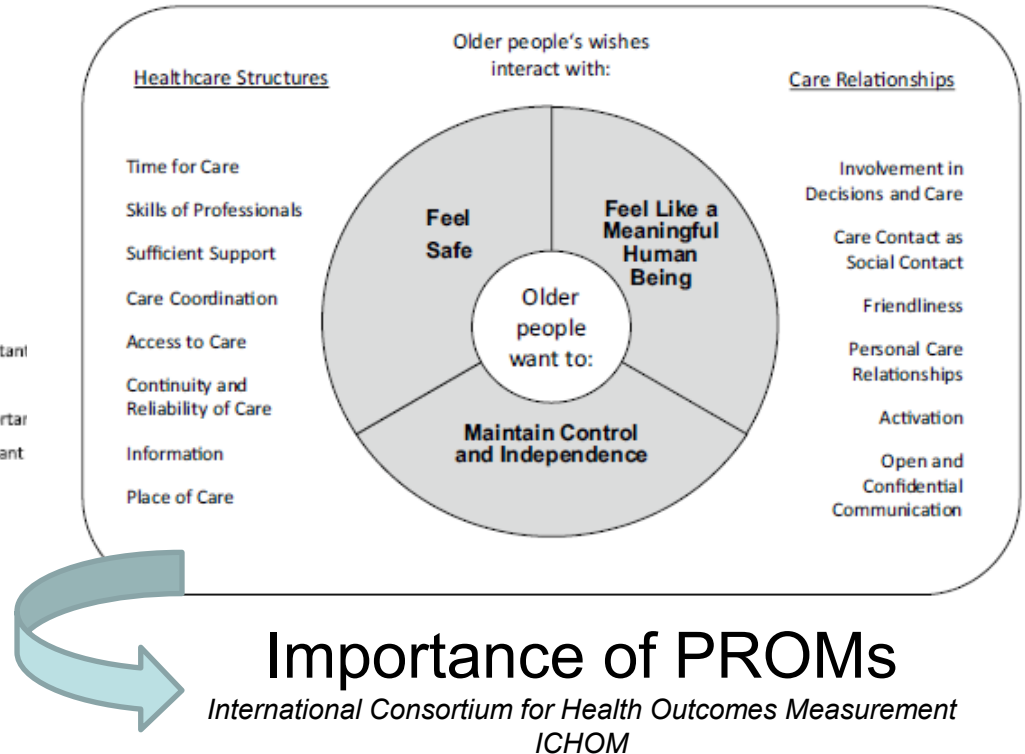 Older people's wishes
interact with:
Healthcare Structures
Time for Care
Skills of Professionals
Sufficient Support
Care Coordination
Access to Care
Continuity and
Reliability of Care
Information
Place of Care
Feel
Safe
Feel Like a
Meaningful
Human
Being
Older
people
want to:
Maintain Control
and Independence
Care Relationships
Involvement in
Decisions and Care
Care Contact as
Social Contact
Friendliness
Personal Care
Relationships
Activation
Open and
Confidential
Communication
Importance of PROMs
International Consortium for Health Outcomes Measurement
ICHOM